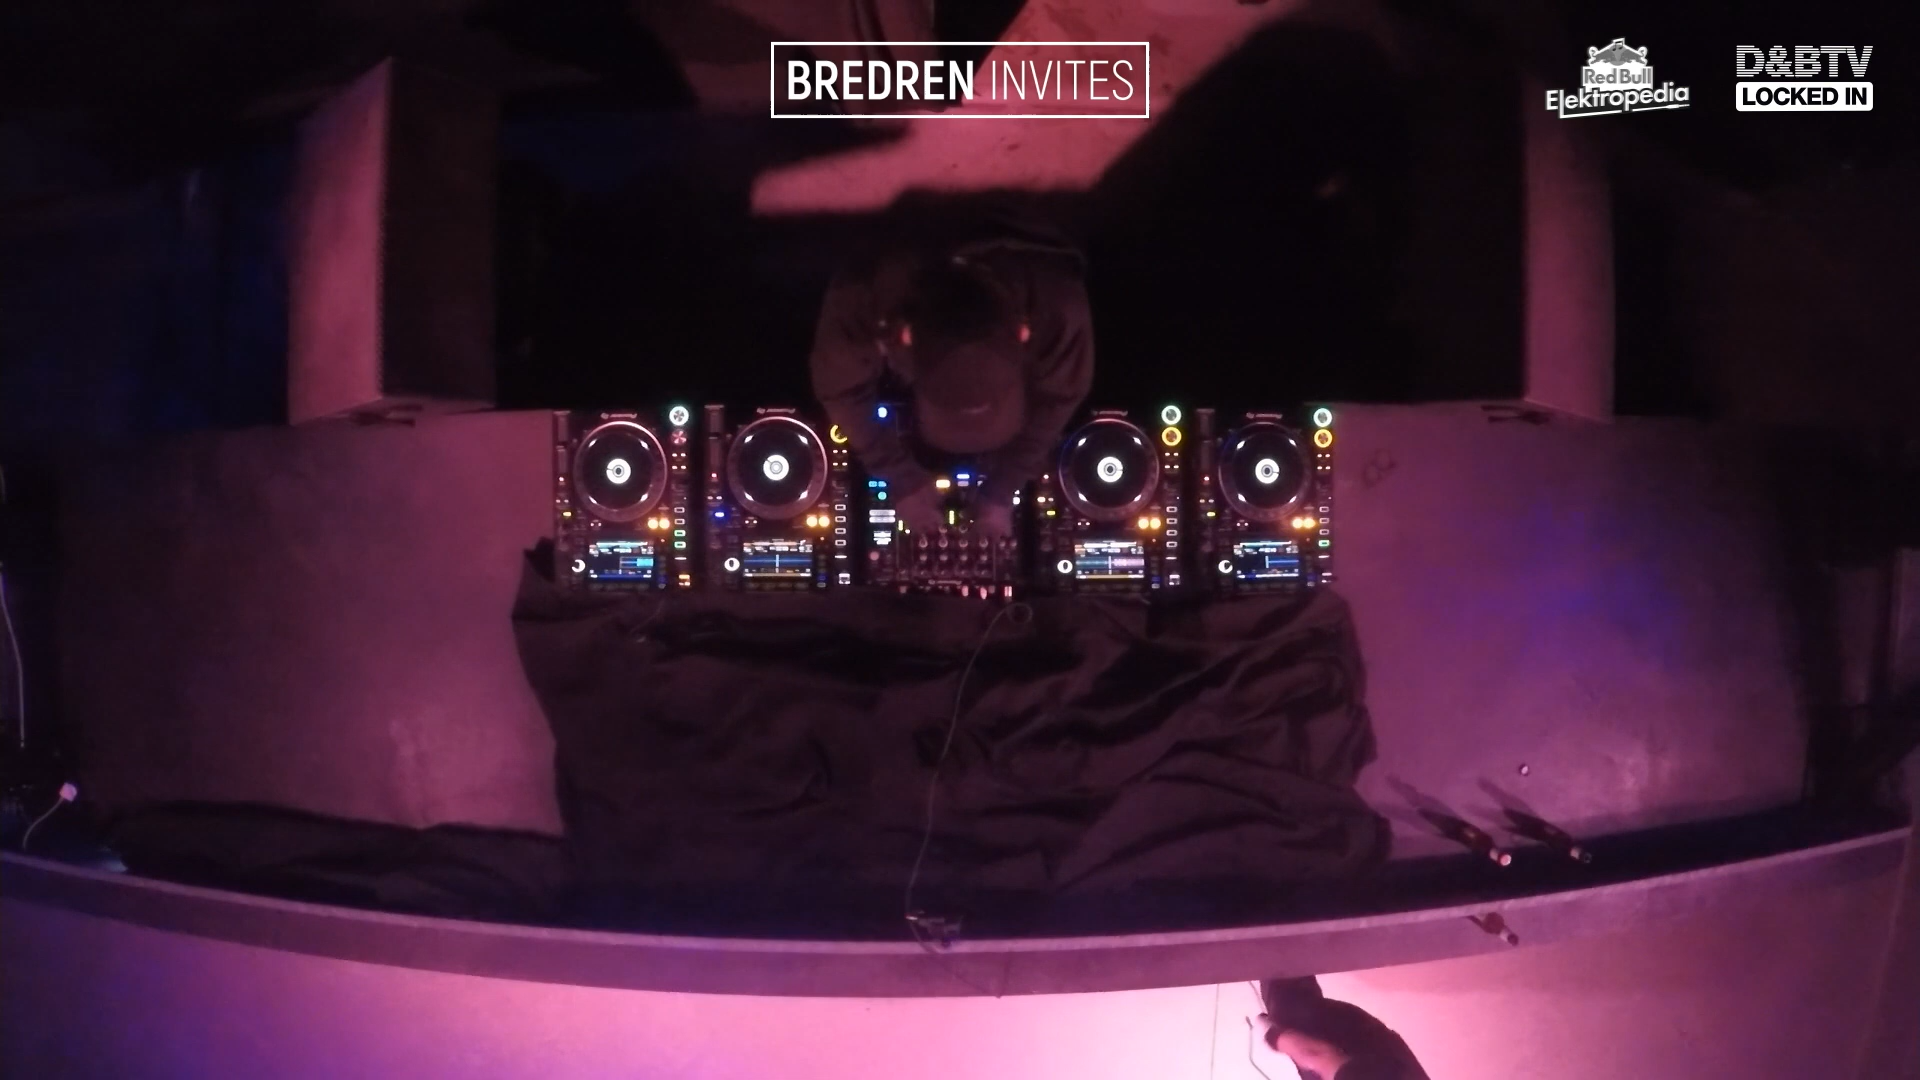 BREDREN INVITES
Red Bull
Elektropedia
D&BTV
LOCKED IN